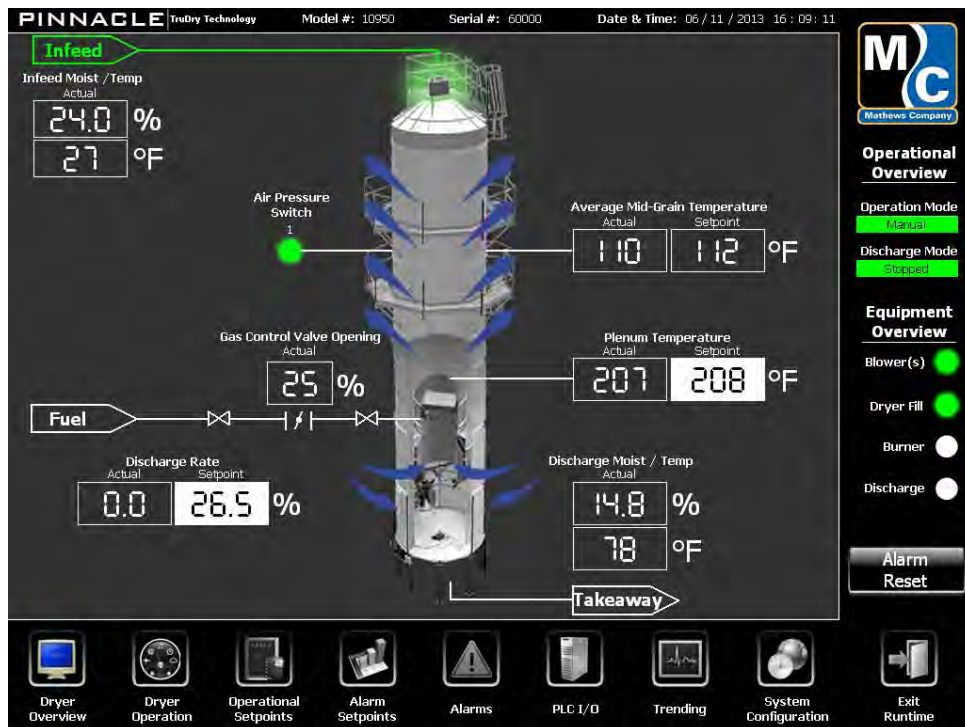 PINNACLE TruDry Technology Model #: 10950 Serial #: 60000 Date & Time: 06 / 11 / 2013 16 : 09 : 11
Infeed
Infeed Moist / Temp
Actual
24.0 %
27 °F
Air Pressure
Switch
1
Average Mid-Grain Temperature
Actual Setpoint
110 112 °F
Gas Control Valve Opening
Actual
25 %
Plenum Temperature
Actual Setpoint
207 208 °F
Fuel
Discharge Rate
Actual Setpoint
0.0 26.5 %
Discharge Moist / Temp
Actual
14.8 %
78 °F
Takeaway
M C
Mathews Company
Operational
Overview
Operation Mode
Manual
Discharge Mode
Stopped
Equipment
Overview
Blower(s)
Dryer Fill
Burner
Discharge
Alarm
Reset
Dryer
Overview
Dryer
Operation
Operational
Setpoints
Alarm
Setpoints
Alarms
PLC I/O
Trending
System
Configuration
Exit
Runtime